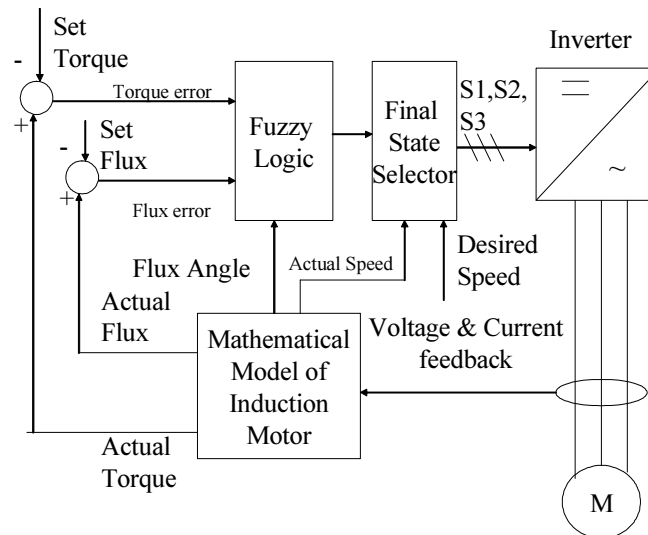 Set
Torque
-
Torque error
+
Set
Flux
-
+
Flux error
Fuzzy
Logic
Final
State
Selector
S1,S2,
S3
Inverter
~
Flux Angle
Actual Speed
Desired
Speed
Actual
Flux
Mathematical
Model of
Induction
Motor
Voltage & Current
feedback
Actual
Torque
M